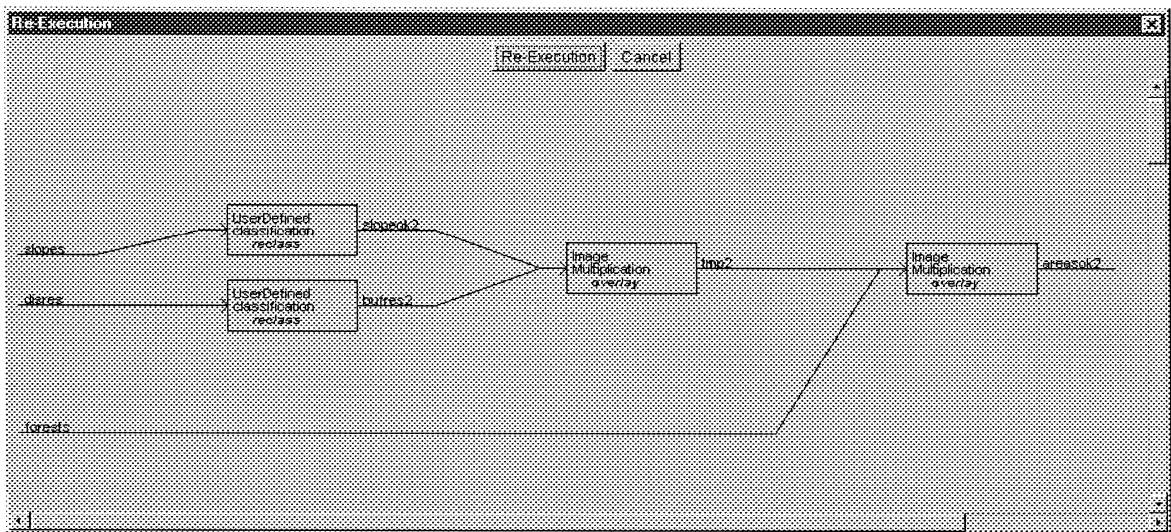 Re-Execution
Re-Execution Cancel
UserDefined
classification
reclass
slopeok2
slopes
Image
Multiplication
overlay
tmp2
Image
Multiplication
overlay
areasok2
UserDefined
classification
reclass
bufres2
disres
forests